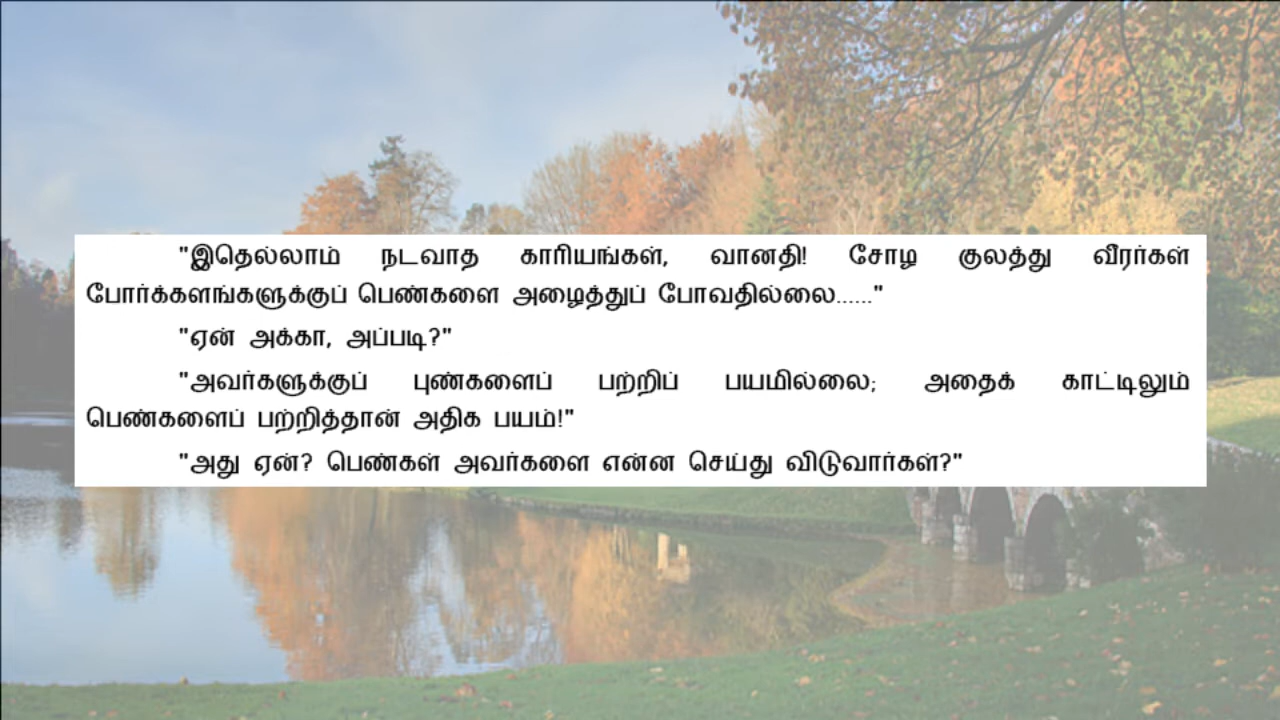 "இதெல்லாம் நடவாத காரியங்கள், வானதி! சோழ குலத்து வீரர்கள்
போர்க்களங்களுக்குப் பெண்களை அழைத்துப் போவதில்லை......"
"ஏன் அக்கா, அப்படி?"
"அவர்களுக்குப் புண்களைப் பற்றிப் பயமில்லை; அதைக் காட்டிலும்
பெண்களைப் பற்றித்தான் அதிக பயம்!"
"அது ஏன்? பெண்கள் அவர்களை என்ன செய்து விடுவார்கள்?"